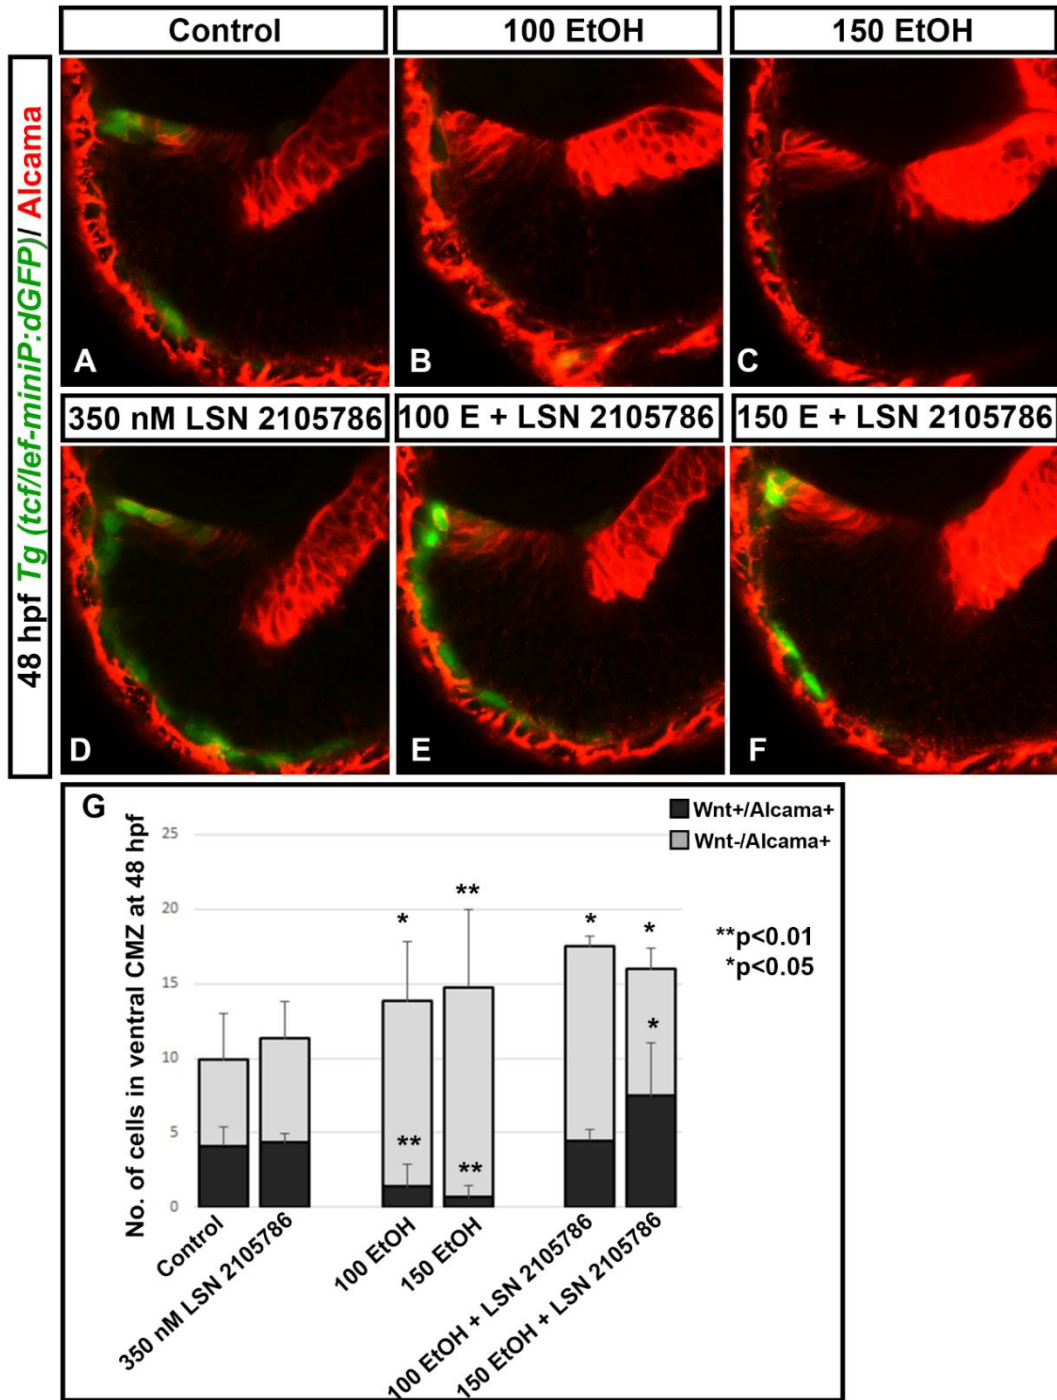 Control
100 EtOH
150 EtOH
48 hpf Tg (tcf/lef-miniP:dGFP)/ Alcama
A
B
C
350 nM LSN 2105786
100 E + LSN 2105786
150 E + LSN 2105786
D
E
F
G
Wnt+/Alcama+
Wnt-/Alcama+
No. of cells in ventral CMZ at 48 hpf
25
20
15
10
5
0
*
**
*
*
*
**
**
**p<0.01
*p<0.05
Control
350 nM LSN 2105786
100 EtOH
150 EtOH
100 EtOH + LSN 2105786
150 EtOH + LSN 2105786